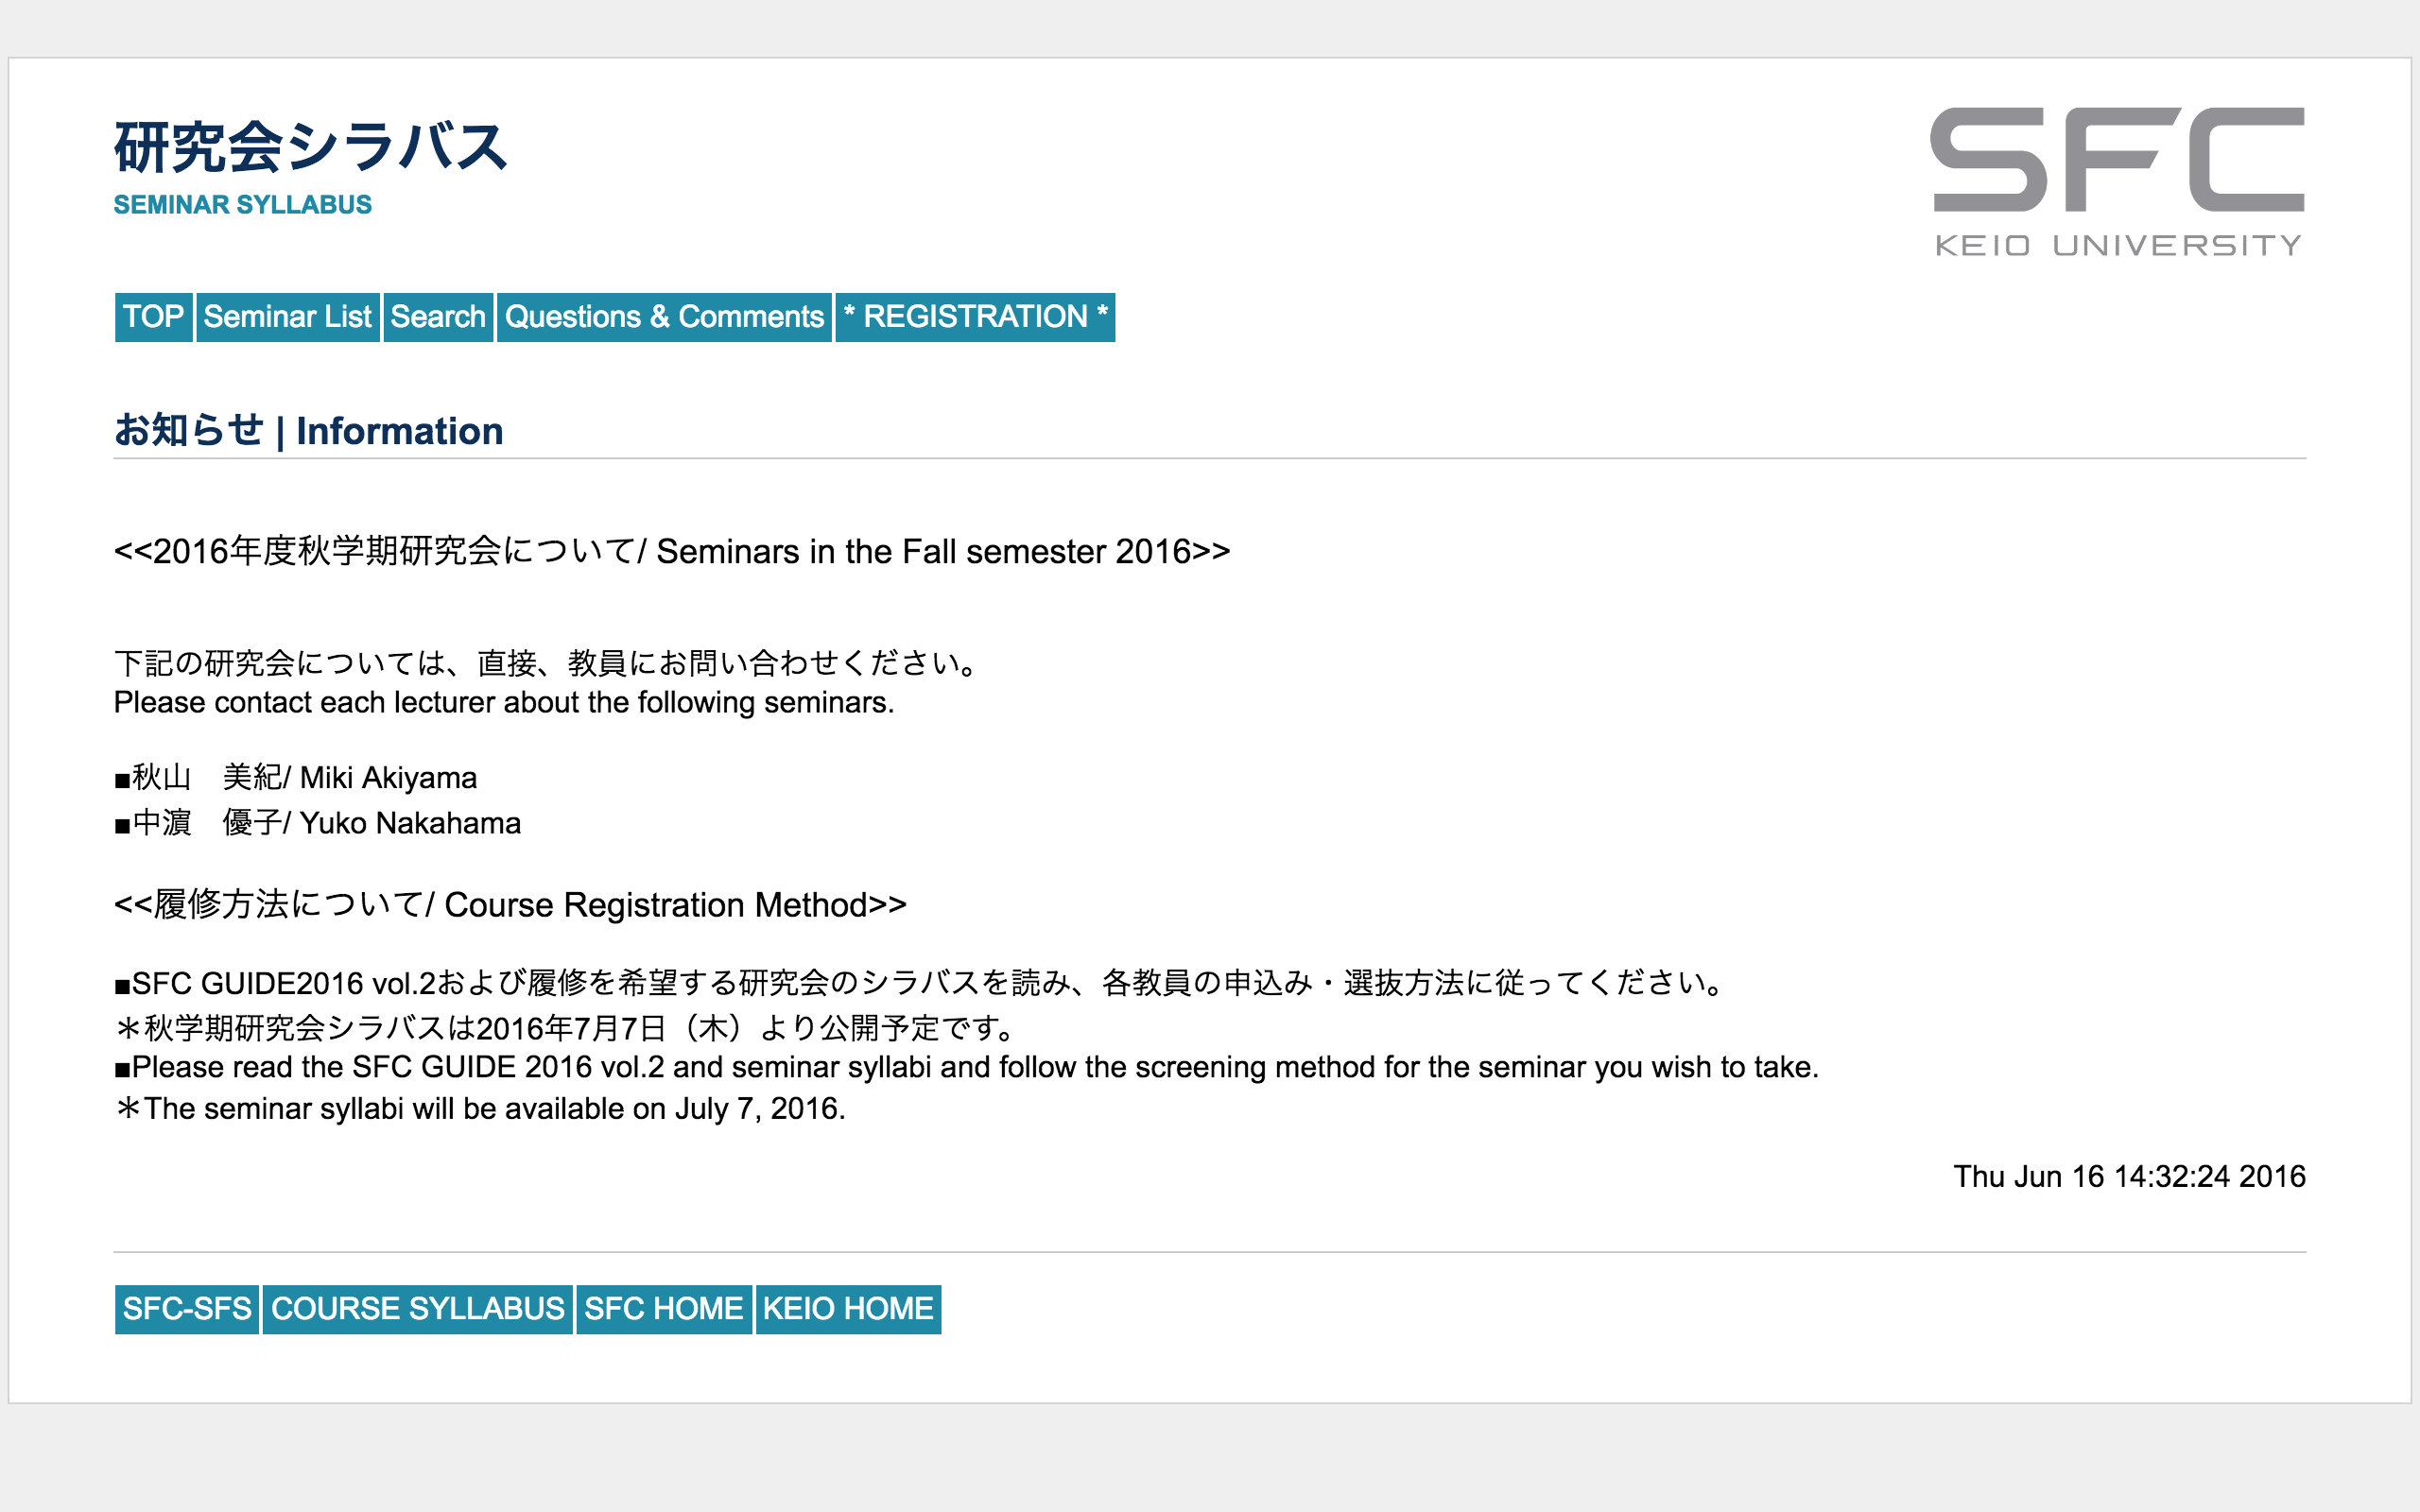 研究会シラバス
SEMINAR SYLLABUS
SFC
KEIO UNIVERSITY
TOP Seminar List Search Questions & Comments * REGISTRATION *
お知らせ | Information
<<2016年度秋学期研究会について/ Seminars in the Fall semester 2016>>
下記の研究会については、直接、教員にお問い合わせください。
Please contact each lecturer about the following seminars.
■秋山　美紀/ Miki Akiyama
■中濵　優子/ Yuko Nakahama
<<履修方法について/ Course Registration Method>>
■SFC GUIDE2016 vol.2および履修を希望する研究会のシラバスを読み、各教員の申込み・選抜方法に従ってください。
＊秋学期研究会シラバスは2016年7月7日（木）より公開予定です。
■Please read the SFC GUIDE 2016 vol.2 and seminar syllabi and follow the screening method for the seminar you wish to take.
＊The seminar syllabi will be available on July 7, 2016.
Thu Jun 16 14:32:24 2016
SFC-SFS COURSE SYLLABUS SFC HOME KEIO HOME